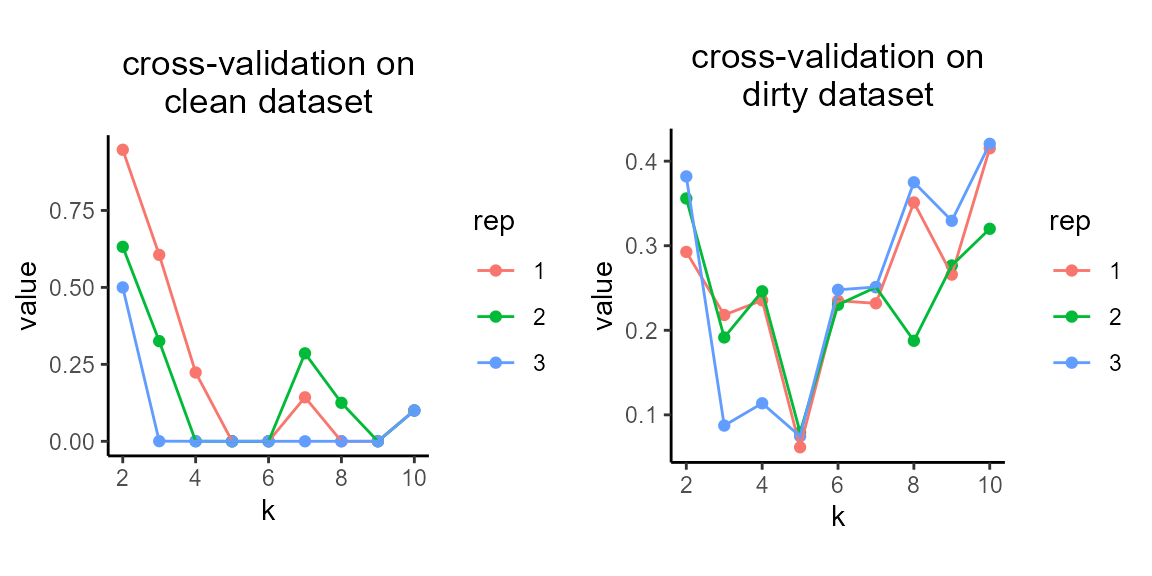 cross-validation on
clean dataset
value
0.75
0.50
0.25
0.00
2 4 6 8 10
k
rep
1
2
3
cross-validation on
dirty dataset
value
0.4
0.3
0.2
0.1
2 4 6 8 10
k
rep
1
2
3